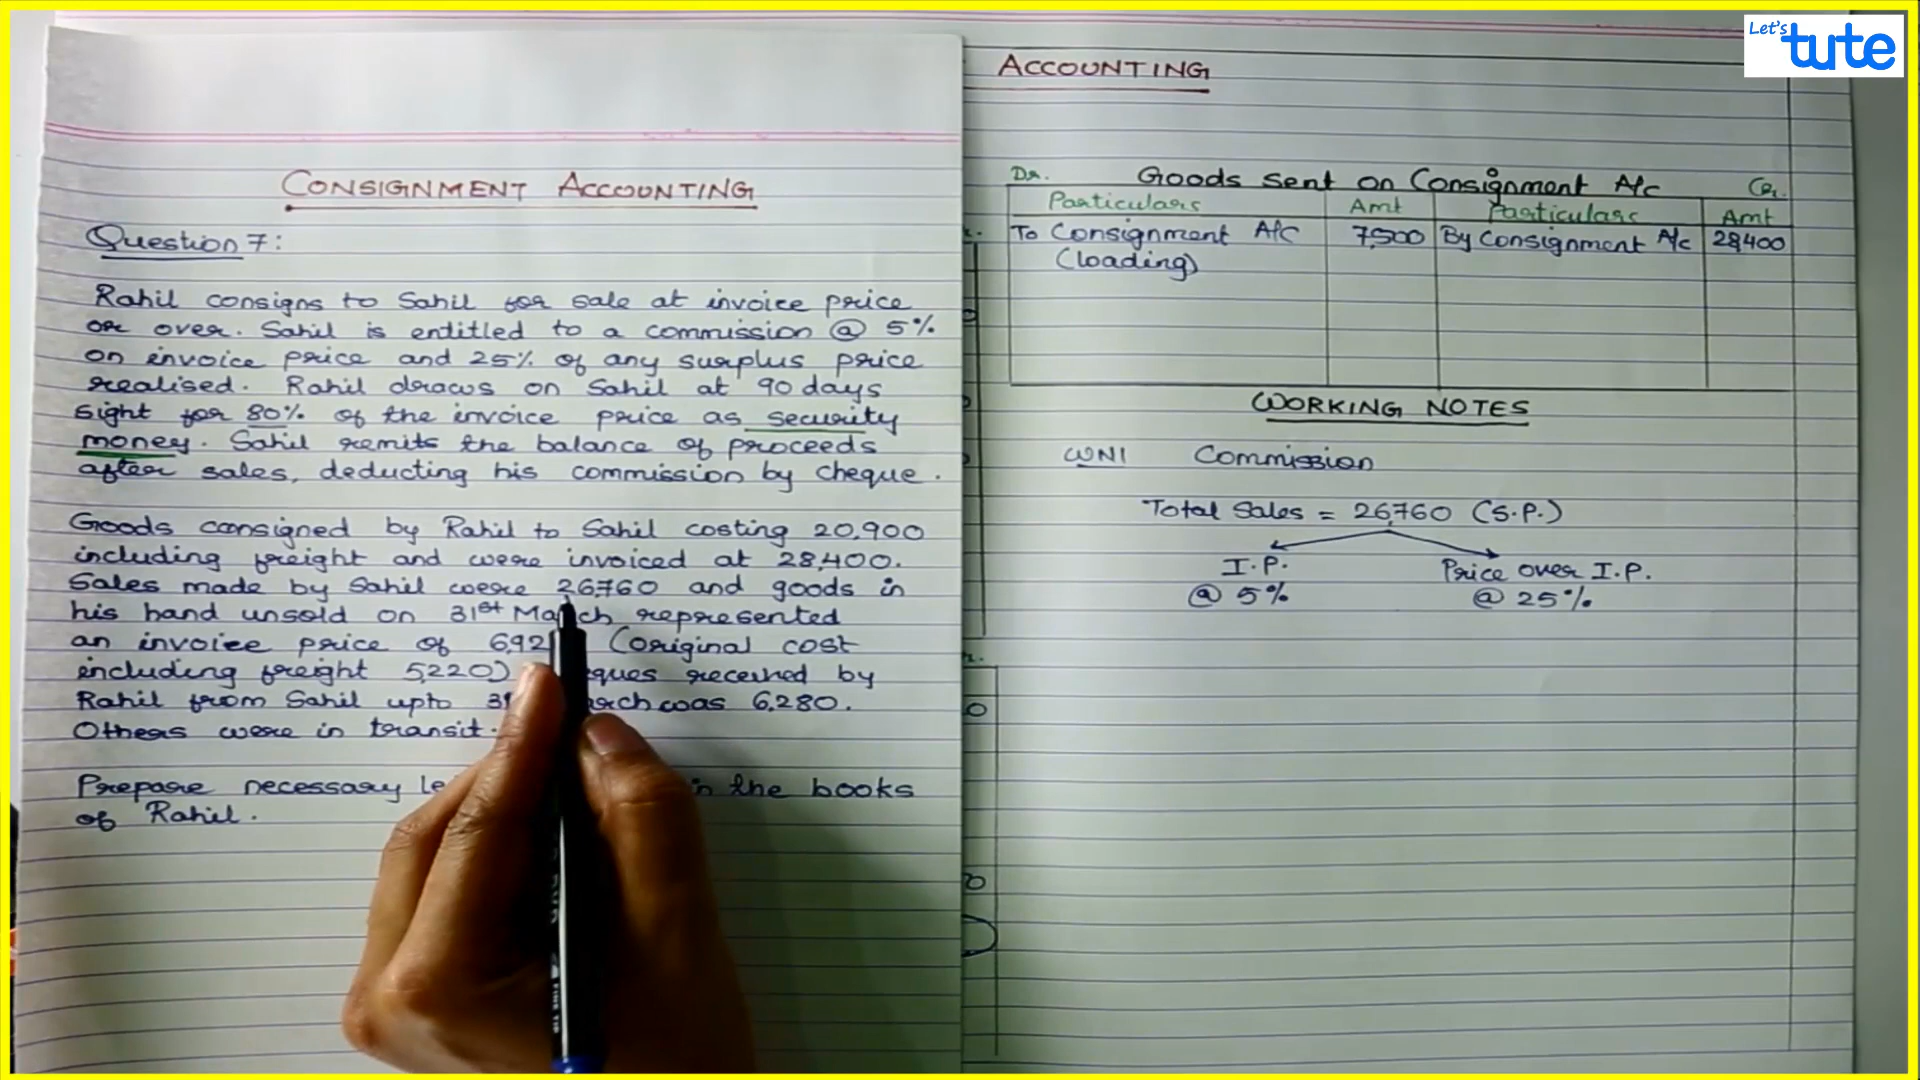 Let's tute
CONSIGNMENT ACCOUNTING
Question 7:
Rahil consigns to Sahil for sale at invoice price
or over. Sahil is entitled to a commission @ 5%
on invoice price and 25% of any surplus price
realised. Rahil draws on Sahil at 90 days
sight for 80% of the invoice price as security
money. Sahil remits the balance of proceeds
after sales, deducting his commission by cheque.
Goods consigned by Rahil to Sahil costing 20,900
including freight and were invoiced at 28,400.
Sales made by Sahil were 26,760 and goods in
his hand unsold on 31st March represented
an invoice price of 6,92 (original cost
including freight 5,220)
Rahil from Sahil upto was 6,280.
Others were in transit.
Prepare necessary in the books
of Rahil.
ACCOUNTING
Dr. Goods sent on Consignment A/c Cr.
Particulars Amt Particulars Amt
To Consignment A/c 7,500 By Consignment A/c 28,400
(loading)
WORKING NOTES
WN1 Commission
Total Sales = 26,760 (S.P.)
I.P. Price over I.P.
@ 5% @ 25%